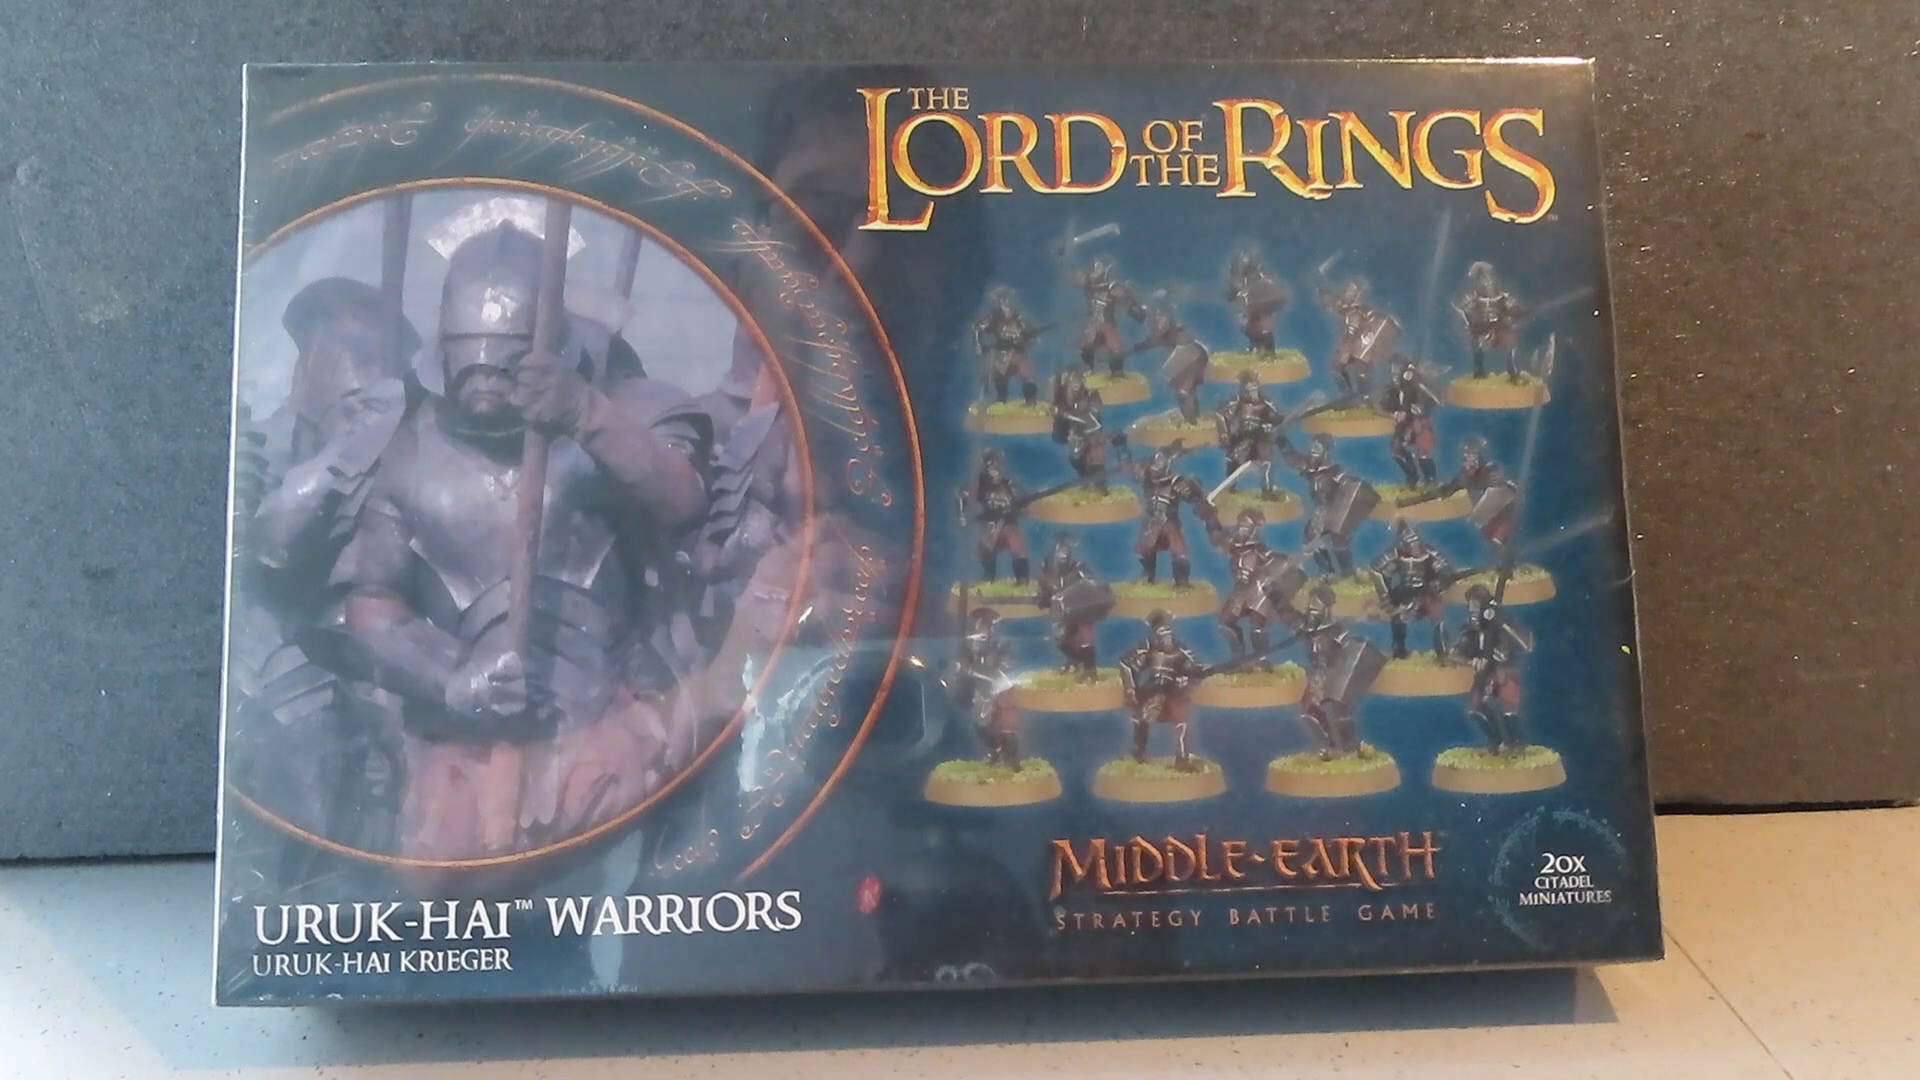 THE
LORD OF THE RINGS
MIDDLE-EARTH
STRATEGY BATTLE GAME
20X
CITADEL
MINIATURES
URUK-HAI™ WARRIORS
URUK-HAI KRIEGER